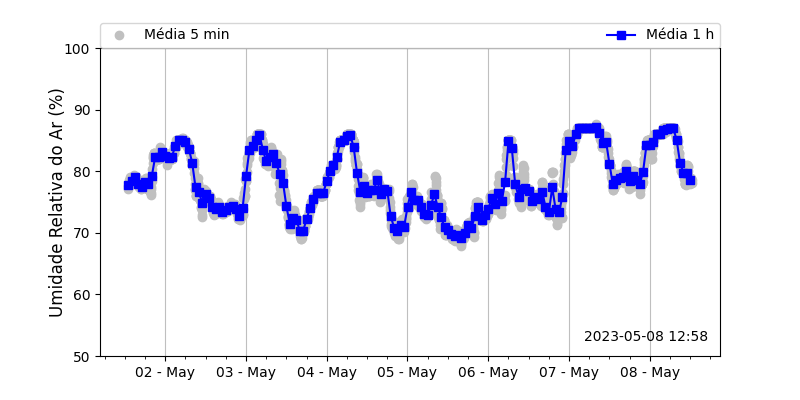 Média 5 min
Média 1 h
100
90
80
70
60
50
Umidade Relativa do Ar (%)
2023-05-08 12:58
02 - May
03 - May
04 - May
05 - May
06 - May
07 - May
08 - May